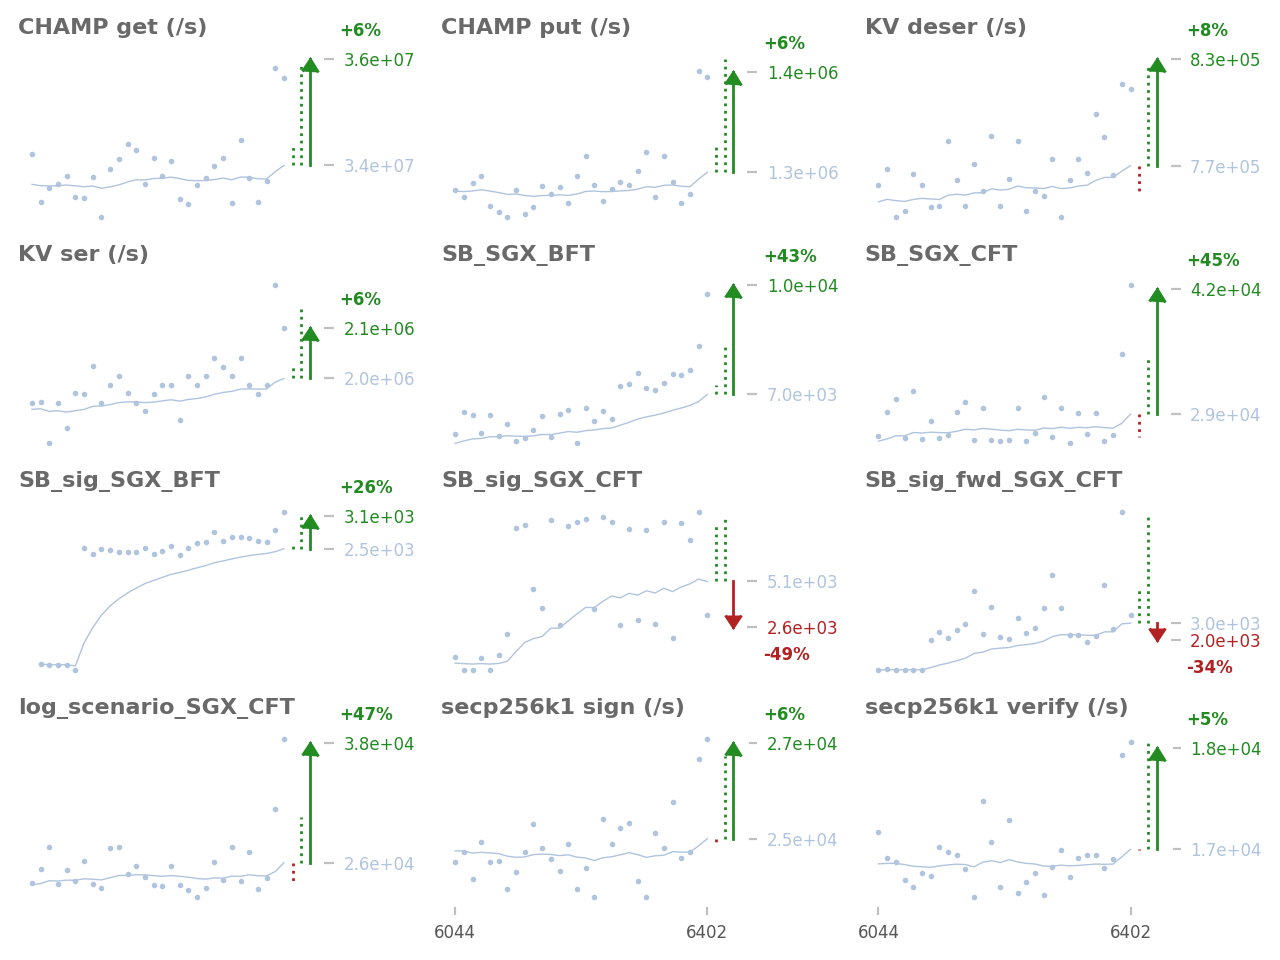 CHAMP get (/s)
+6%
3.6e+07
3.4e+07
CHAMP put (/s)
+6%
1.4e+06
1.3e+06
KV deser (/s)
+8%
8.3e+05
7.7e+05
KV ser (/s)
+6%
2.1e+06
2.0e+06
SB_SGX_BFT
+43%
1.0e+04
7.0e+03
SB_SGX_CFT
+45%
4.2e+04
2.9e+04
SB_sig_SGX_BFT
+26%
3.1e+03
2.5e+03
SB_sig_SGX_CFT
5.1e+03
2.6e+03
-49%
SB_sig_fwd_SGX_CFT
3.0e+03
2.0e+03
-34%
log_scenario_SGX_CFT
+47%
3.8e+04
2.6e+04
secp256k1 sign (/s)
+6%
2.7e+04
2.5e+04
6044
6402
secp256k1 verify (/s)
+5%
1.8e+04
1.7e+04
6044
6402